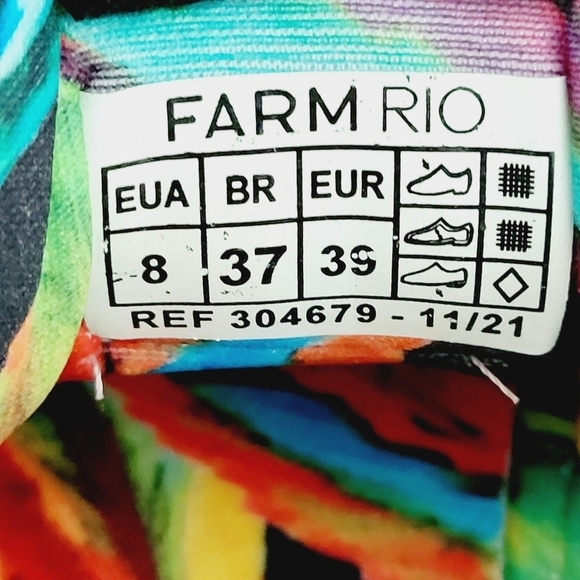 FARM RIO
EUA BR EUR
8 37 39
REF 304679 - 11/21